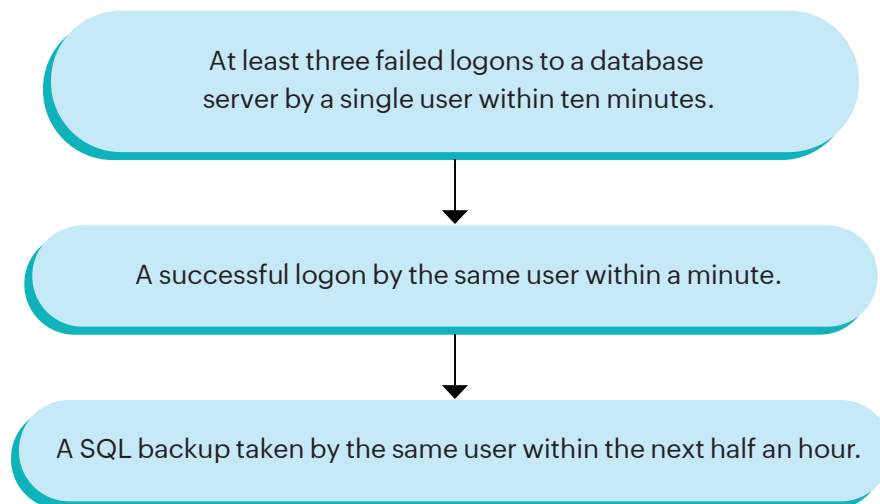 At least three failed logons to a database
server by a single user within ten minutes.
A successful logon by the same user within a minute.
A SQL backup taken by the same user within the next half an hour.